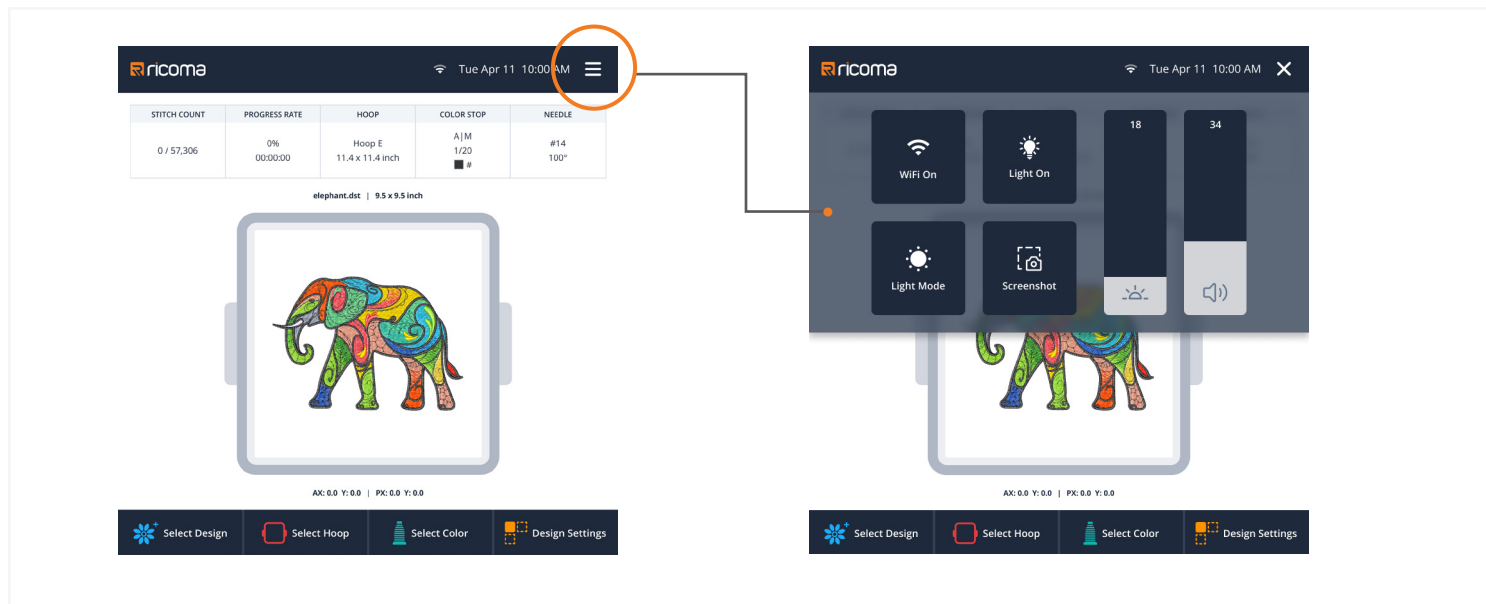 ricoma
Tue Apr 11 10:00 AM
STITCH COUNT PROGRESS RATE HOOP COLOR STOP NEEDLE
0 / 57,306
0%
00:00:00
Hoop E
11.4 x 11.4 inch
A|M
1/20
#
#14
100°
elephant.dst | 9.5 x 9.5 inch
AX: 0.0 Y: 0.0 | PX: 0.0 Y: 0.0
Select Design Select Hoop Select Color Design Settings
ricoma
Tue Apr 11 10:00 AM
WiFi On
Light On
18
34
Light Mode
Screenshot
AX: 0.0 Y: 0.0 | PX: 0.0 Y: 0.0
Select Design Select Hoop Select Color Design Settings